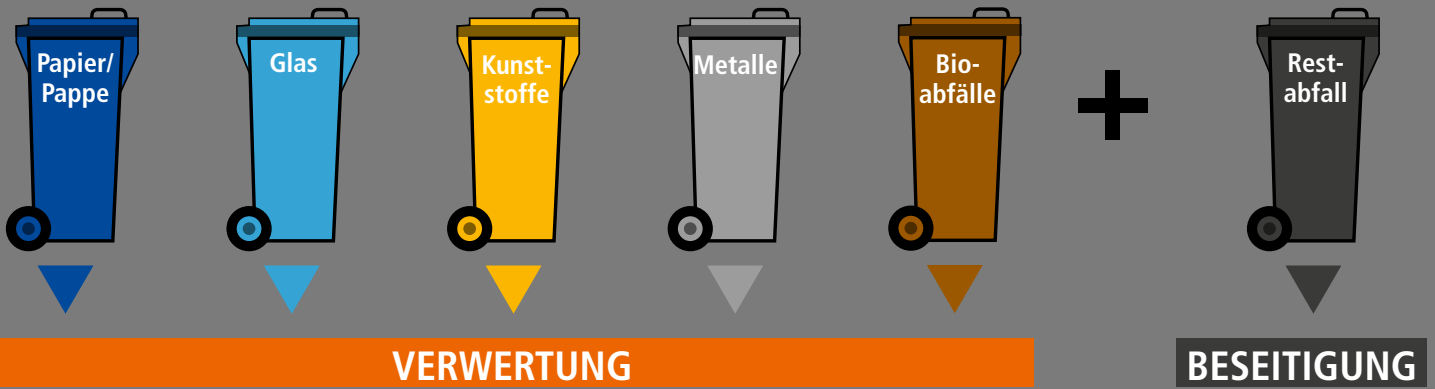 Papier/
Pappe
Glas
Kunst-
stoffe
Metalle
Bio-
abfälle
Rest-
abfall
VERWERTUNG
BESEITIGUNG